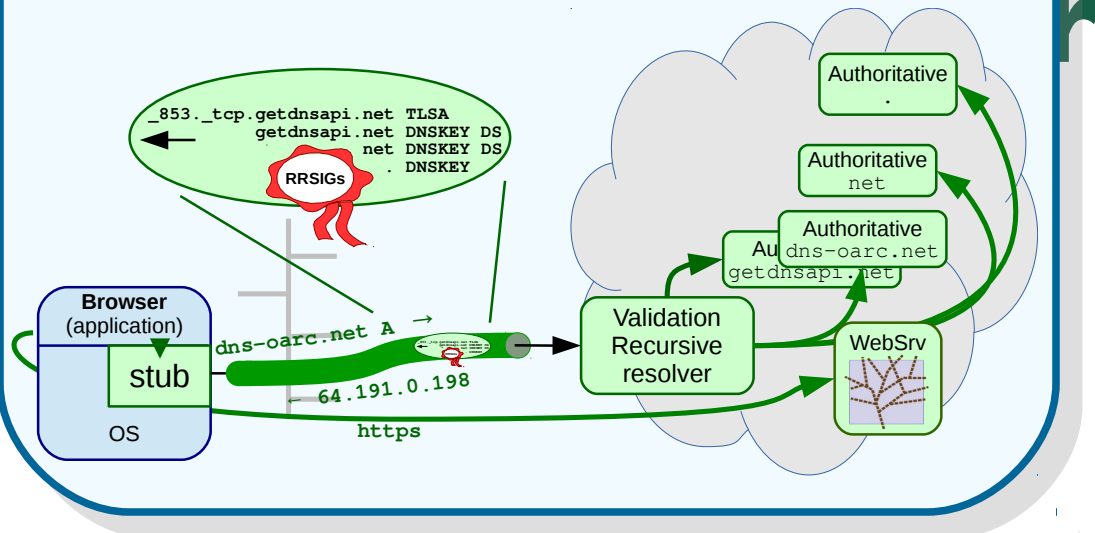 _853._tcp.getdnsapi.net TLSA
getdnsapi.net DNSKEY DS
net DNSKEY DS
. DNSKEY
RRSIGs
Authoritative
.
Authoritative
net
Authoritative
dns-oarc.net
Au
getdnsapi.net
Browser
(application)
stub
OS
dns-oarc.net A →
← 64.191.0.198
https
Validation
Recursive
resolver
WebSrv